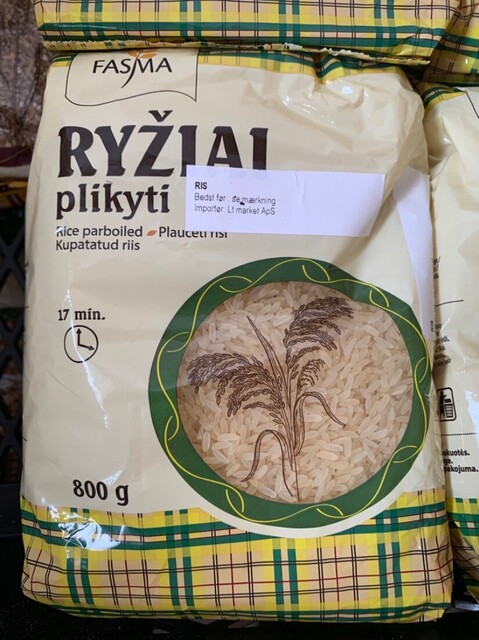 FASMA
RYŽIAI
plikyti
RIS
Bedst før : se mærkning
Importør: Lt market ApS
Rice parboiled Plaucēti rīsi
Kupatatud riis
17 min.
800 g